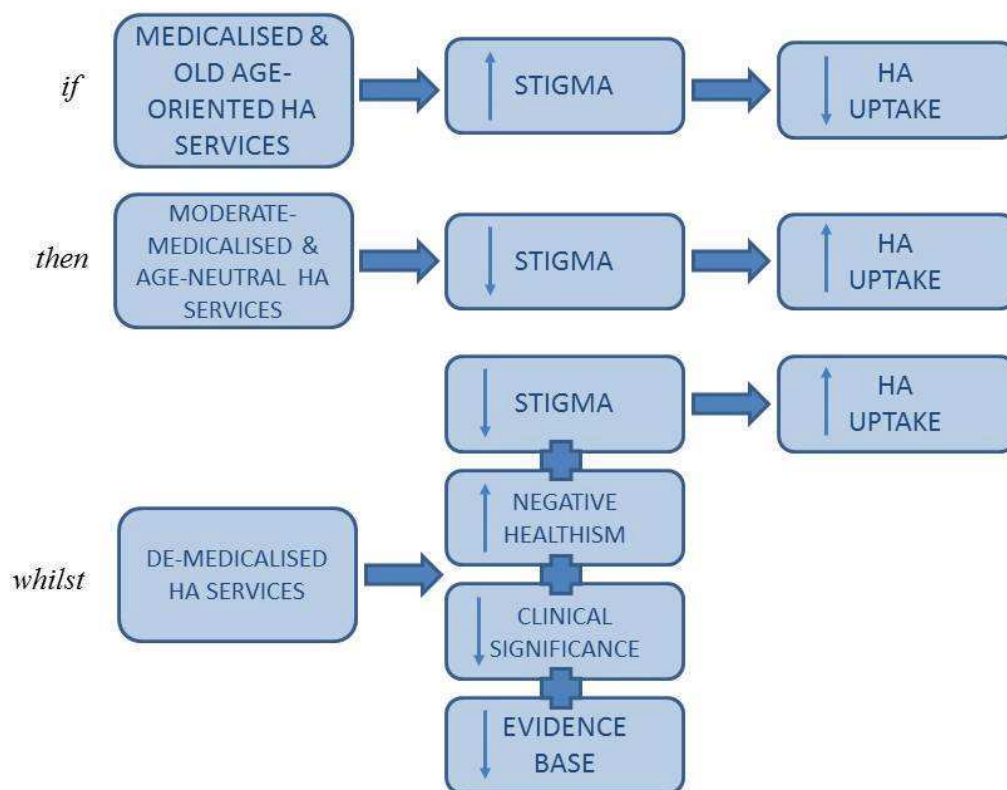 if
MEDICALISED &
OLD AGE-
ORIENTED HA
SERVICES
STIGMA
HA
UPTAKE
then
MODERATE-
MEDICALISED &
AGE-NEUTRAL HA
SERVICES
STIGMA
HA
UPTAKE
whilst
DE-MEDICALISED
HA SERVICES
STIGMA
HA
UPTAKE
NEGATIVE
HEALTHISM
CLINICAL
SIGNIFICANCE
EVIDENCE
BASE